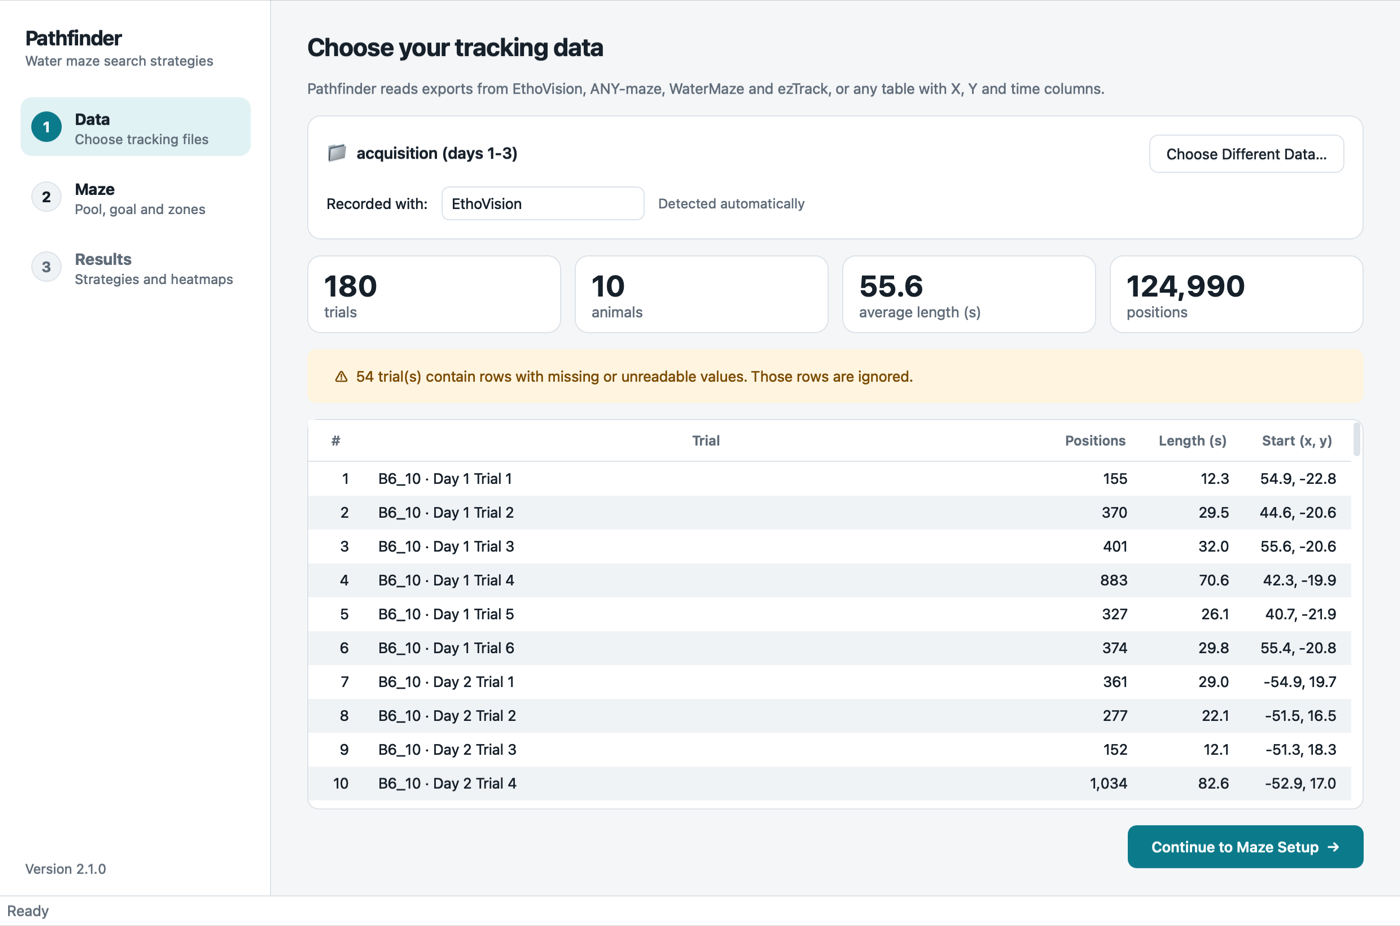 Pathfinder
Water maze search strategies
1
Data
Choose tracking files
2
Maze
Pool, goal and zones
3
Results
Strategies and heatmaps
Version 2.1.0
Choose your tracking data
Pathfinder reads exports from EthoVision, ANY-maze, WaterMaze and ezTrack, or any table with X, Y and time columns.
acquisition (days 1-3)
Choose Different Data...
Recorded with: EthoVision Detected automatically
180
trials
10
animals
55.6
average length (s)
124,990
positions
54 trial(s) contain rows with missing or unreadable values. Those rows are ignored.
# Trial Positions Length (s) Start (x, y)
1 B6_10 · Day 1 Trial 1 155 12.3 54.9, -22.8
2 B6_10 · Day 1 Trial 2 370 29.5 44.6, -20.6
3 B6_10 · Day 1 Trial 3 401 32.0 55.6, -20.6
4 B6_10 · Day 1 Trial 4 883 70.6 42.3, -19.9
5 B6_10 · Day 1 Trial 5 327 26.1 40.7, -21.9
6 B6_10 · Day 1 Trial 6 374 29.8 55.4, -20.8
7 B6_10 · Day 2 Trial 1 361 29.0 -54.9, 19.7
8 B6_10 · Day 2 Trial 2 277 22.1 -51.5, 16.5
9 B6_10 · Day 2 Trial 3 152 12.1 -51.3, 18.3
10 B6_10 · Day 2 Trial 4 1,034 82.6 -52.9, 17.0
Continue to Maze Setup →
Ready